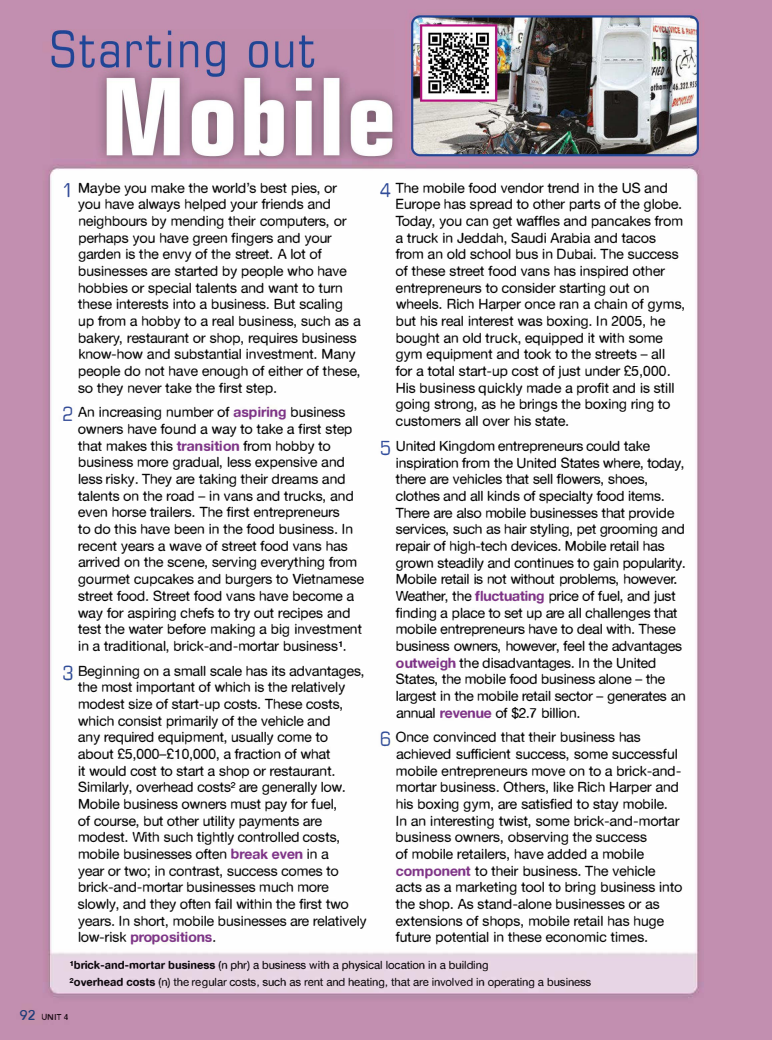 Starting out
Mobile
1 Maybe you make the world's best pies, or
you have always helped your friends and
neighbours by mending their computers, or
perhaps you have green fingers and your
garden is the envy of the street. A lot of
businesses are started by people who have
hobbies or special talents and want to turn
these interests into a business. But scaling
up from a hobby to a real business, such as a
bakery, restaurant or shop, requires business
know-how and substantial investment. Many
people do not have enough of either of these,
so they never take the first step.
2 An increasing number of aspiring business
owners have found a way to take a first step
that makes this transition from hobby to
business more gradual, less expensive and
less risky. They are taking their dreams and
talents on the road – in vans and trucks, and
even horse trailers. The first entrepreneurs
to do this have been in the food business. In
recent years a wave of street food vans has
arrived on the scene, serving everything from
gourmet cupcakes and burgers to Vietnamese
street food. Street food vans have become a
way for aspiring chefs to try out recipes and
test the water before making a big investment
in a traditional, brick-and-mortar business¹.
3 Beginning on a small scale has its advantages,
the most important of which is the relatively
modest size of start-up costs. These costs,
which consist primarily of the vehicle and
any required equipment, usually come to
about £5,000–£10,000, a fraction of what
it would cost to start a shop or restaurant.
Similarly, overhead costs² are generally low.
Mobile business owners must pay for fuel,
of course, but other utility payments are
modest. With such tightly controlled costs,
mobile businesses often break even in a
year or two; in contrast, success comes to
brick-and-mortar businesses much more
slowly, and they often fail within the first two
years. In short, mobile businesses are relatively
low-risk propositions.
4 The mobile food vendor trend in the US and
Europe has spread to other parts of the globe.
Today, you can get waffles and pancakes from
a truck in Jeddah, Saudi Arabia and tacos
from an old school bus in Dubai. The success
of these street food vans has inspired other
entrepreneurs to consider starting out on
wheels. Rich Harper once ran a chain of gyms,
but his real interest was boxing. In 2005, he
bought an old truck, equipped it with some
gym equipment and took to the streets – all
for a total start-up cost of just under £5,000.
His business quickly made a profit and is still
going strong, as he brings the boxing ring to
customers all over his state.
5 United Kingdom entrepreneurs could take
inspiration from the United States where, today,
there are vehicles that sell flowers, shoes,
clothes and all kinds of specialty food items.
There are also mobile businesses that provide
services, such as hair styling, pet grooming and
repair of high-tech devices. Mobile retail has
grown steadily and continues to gain popularity.
Mobile retail is not without problems, however.
Weather, the fluctuating price of fuel, and just
finding a place to set up are all challenges that
mobile entrepreneurs have to deal with. These
business owners, however, feel the advantages
outweigh the disadvantages. In the United
States, the mobile food business alone – the
largest in the mobile retail sector – generates an
annual revenue of $2.7 billion.
6 Once convinced that their business has
achieved sufficient success, some successful
mobile entrepreneurs move on to a brick-and-
mortar business. Others, like Rich Harper and
his boxing gym, are satisfied to stay mobile.
In an interesting twist, some brick-and-mortar
business owners, observing the success
of mobile retailers, have added a mobile
component to their business. The vehicle
acts as a marketing tool to bring business into
the shop. As stand-alone businesses or as
extensions of shops, mobile retail has huge
future potential in these economic times.
¹brick-and-mortar business (n phr) a business with a physical location in a building
²overhead costs (n) the regular costs, such as rent and heating, that are involved in operating a business
92 UNIT 4